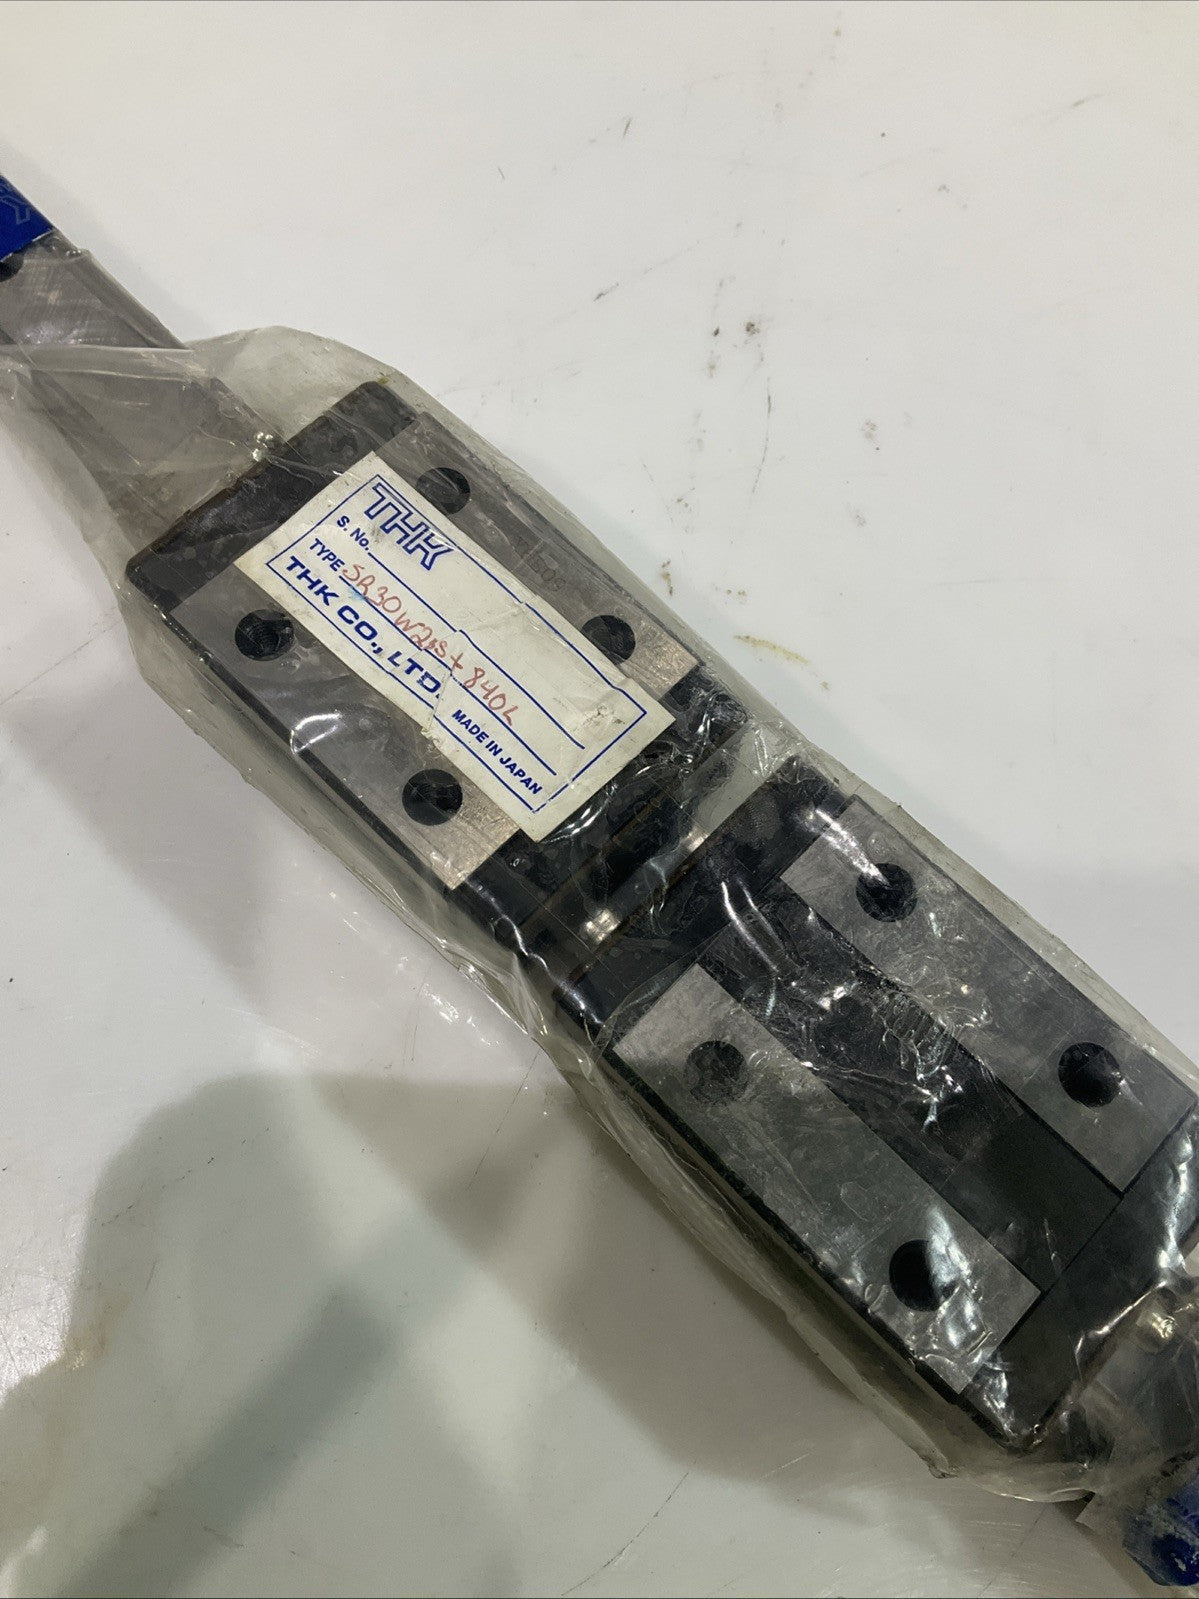 THK
S. No.
TYPE SR30W2SS+840L
THK CO., LTD.
MADE IN JAPAN